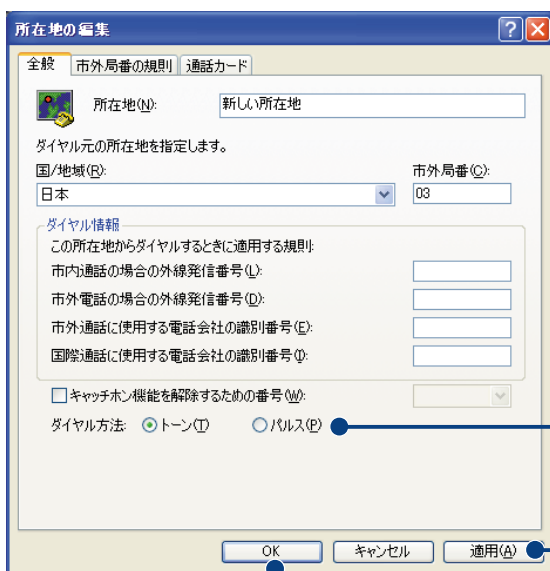 所在地の編集
全般 市外局番の規則 通話カード
所在地(N): 新しい所在地
ダイヤル元の所在地を指定します。
国/地域(R): 市外局番(C):
日本 03
ダイヤル情報
この所在地からダイヤルするときに適用する規則:
市内通話の場合の外線発信番号(L):
市外電話の場合の外線発信番号(D):
市外通話に使用する電話会社の識別番号(E):
国際通話に使用する電話会社の識別番号(I):
キャッチホン機能を解除するための番号(W):
ダイヤル方法: トーン(T) パルス(P)
OK キャンセル 適用(A)